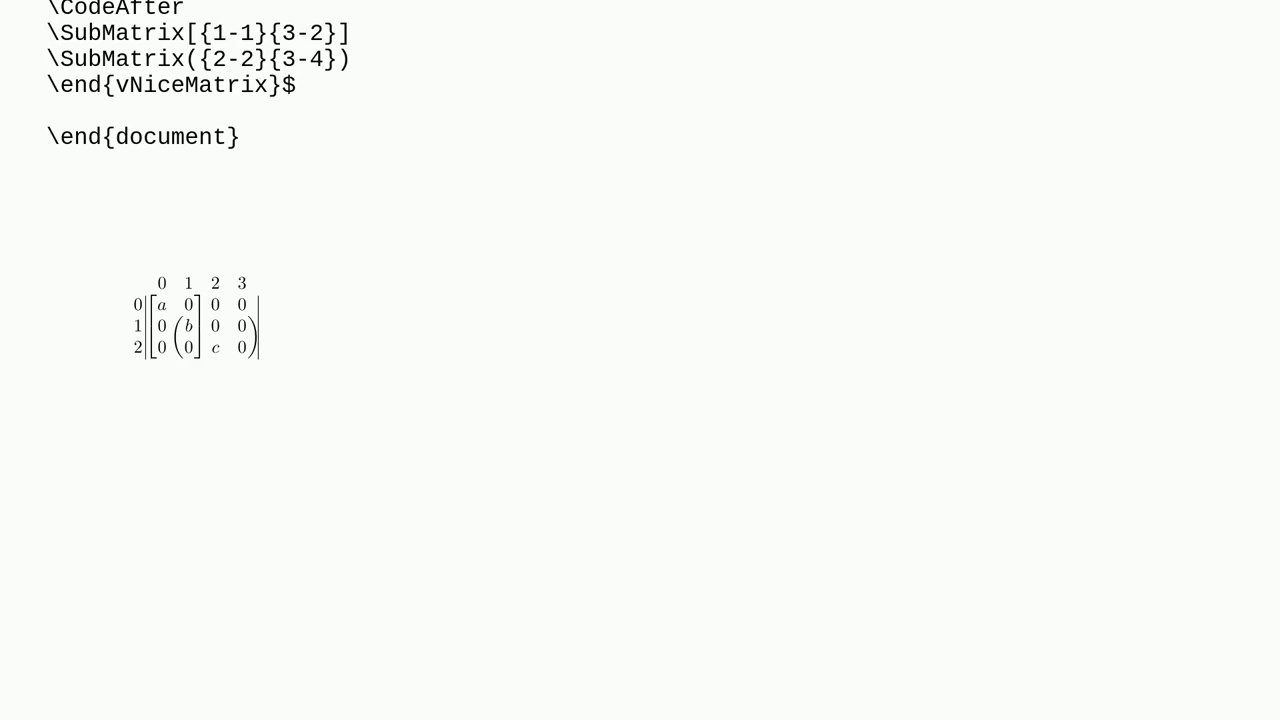 \CodeAfter
\SubMatrix[{1-1}{3-2}]
\SubMatrix({2-2}{3-4})
\end{vNiceMatrix}$
\end{document}
0 1 2 3
0|[a 0] 0 0|
1|[0 (b] 0 0)|
2|[0 (0] c 0)|